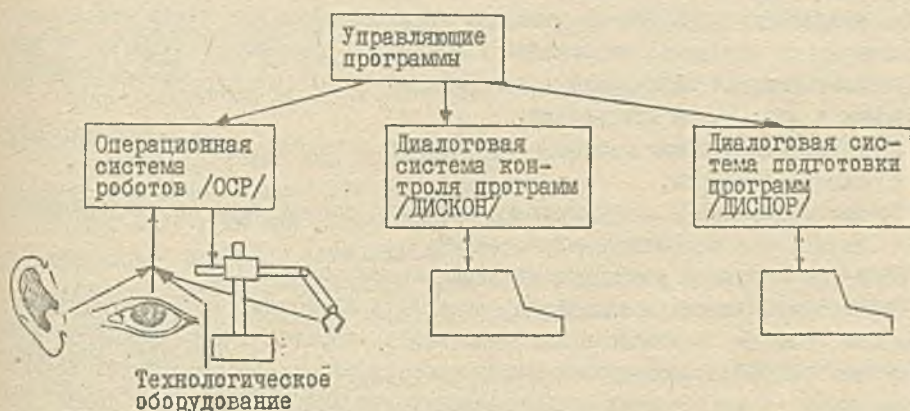 Управляющие
программы
Операционная
система
роботов /ОСР/
Диалоговая
система кон-
троля программ
/ДИСКОН/
Диалоговая сис-
тема подготовки
программ
/ДИСПОР/
Технологическое
оборудование